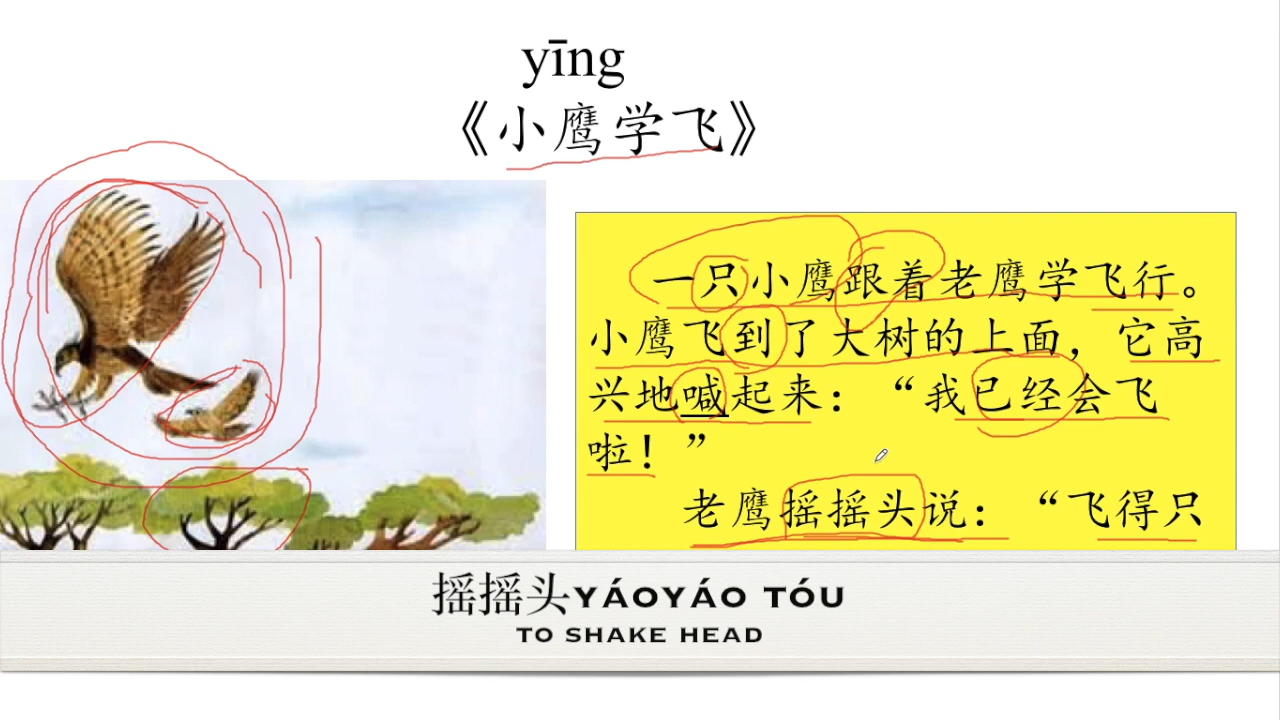 yīng
《小鹰学飞》
一只小鹰跟着老鹰学飞行。
小鹰飞到了大树的上面，它高
兴地喊起来：“我已经会飞
啦！”
老鹰摇摇头说：“飞得只
摇摇头YÁOYÁO TÓU
TO SHAKE HEAD